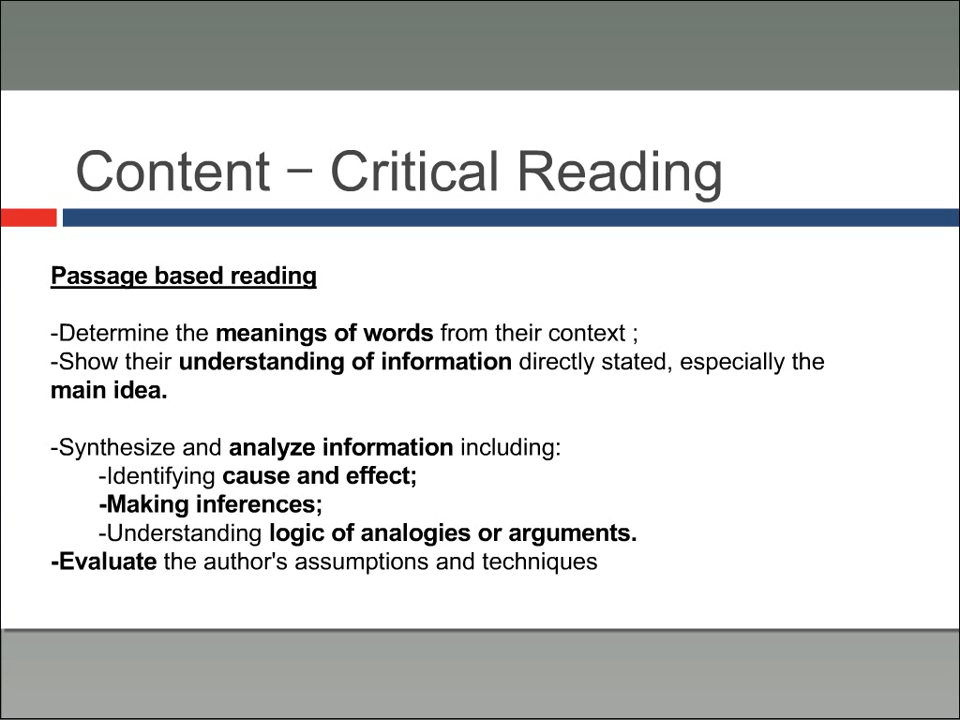 Content – Critical Reading
Passage based reading
-Determine the meanings of words from their context ;
-Show their understanding of information directly stated, especially the
main idea.
-Synthesize and analyze information including:
-Identifying cause and effect;
-Making inferences;
-Understanding logic of analogies or arguments.
-Evaluate the author's assumptions and techniques